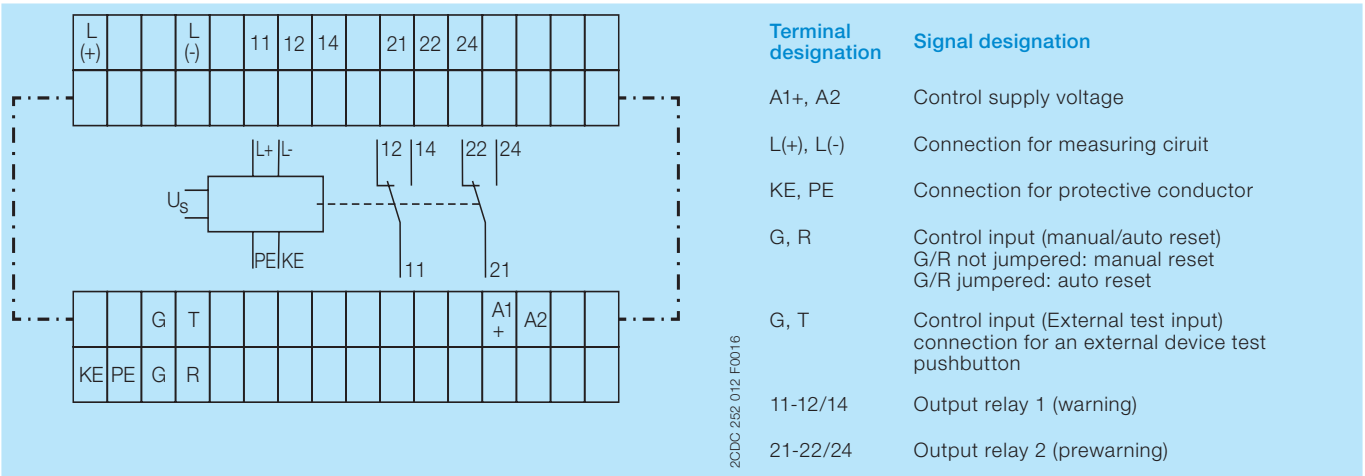 L (+) L (-) 11 12 14 21 22 24
L+ L- 12 14 22 24
US
PE KE 11 21
G T A1 + A2
KE PE G R
2CDC 252 012 F0016
Terminal designation Signal designation
A1+, A2 Control supply voltage
L(+), L(-) Connection for measuring ciruit
KE, PE Connection for protective conductor
G, R Control input (manual/auto reset)
G/R not jumpered: manual reset
G/R jumpered: auto reset
G, T Control input (External test input)
connection for an external device test
pushbutton
11-12/14 Output relay 1 (warning)
21-22/24 Output relay 2 (prewarning)